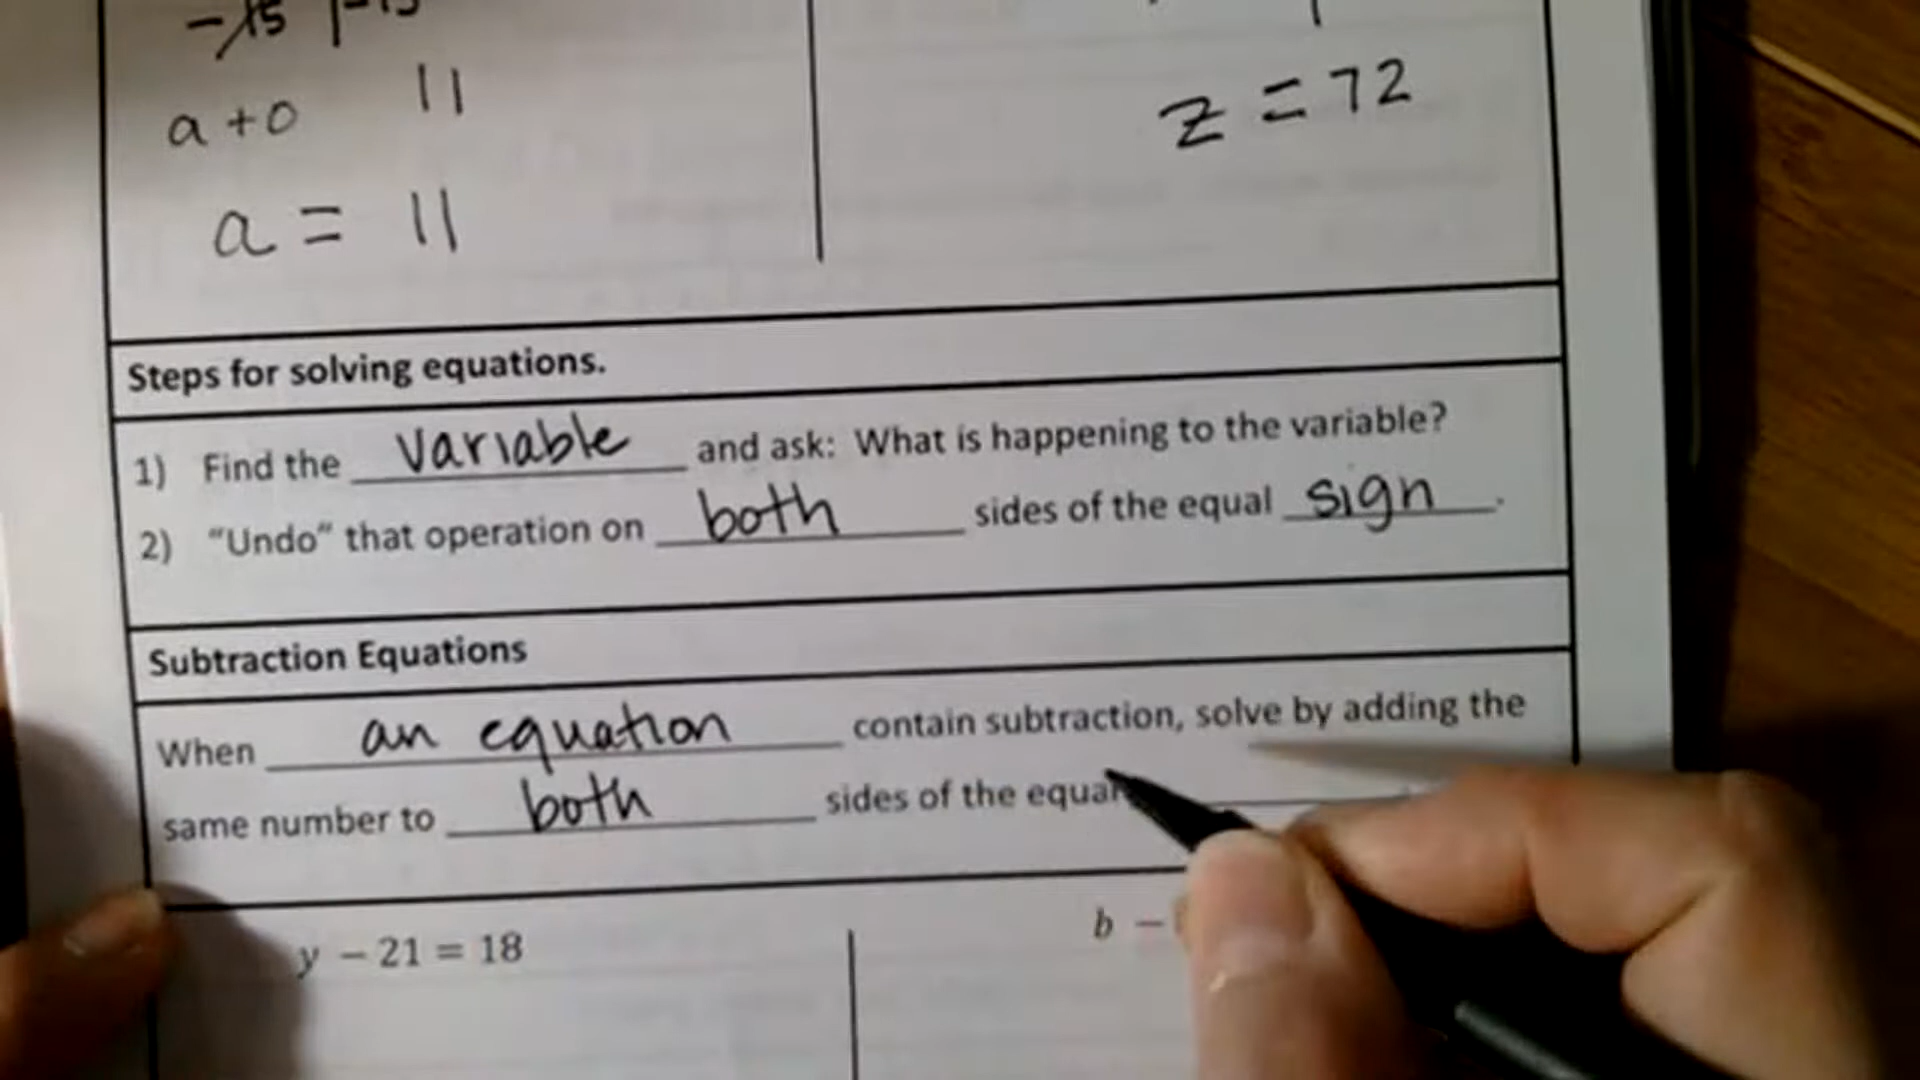 -15 -15
a + 0 11
z = 72
a = 11
Steps for solving equations.
1) Find the variable and ask: What is happening to the variable?
2) "Undo" that operation on both sides of the equal sign.
Subtraction Equations
When an equation contain subtraction, solve by adding the
same number to both sides of the equal
y - 21 = 18
b -